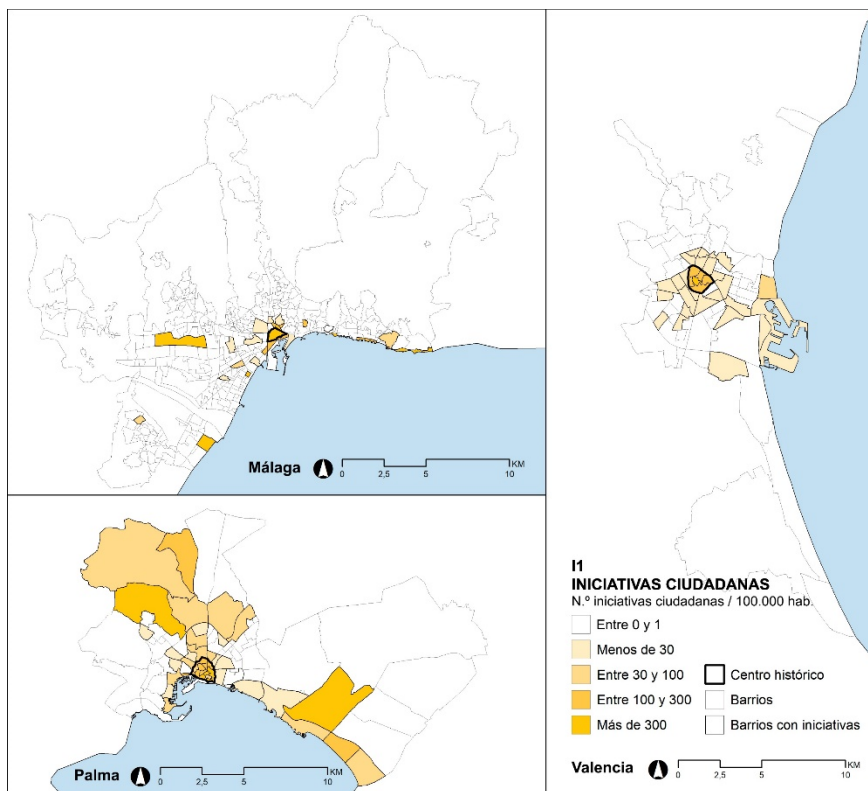 Málaga
0 2,5 5 10
KM
Palma
0 2,5 5 10
KM
I1
INICIATIVAS CIUDADANAS
N.º iniciativas ciudadanas / 100.000 hab.
Entre 0 y 1
Menos de 30
Entre 30 y 100
Entre 100 y 300
Más de 300
Centro histórico
Barrios
Barrios con iniciativas
Valencia
0 2,5 5 10
KM